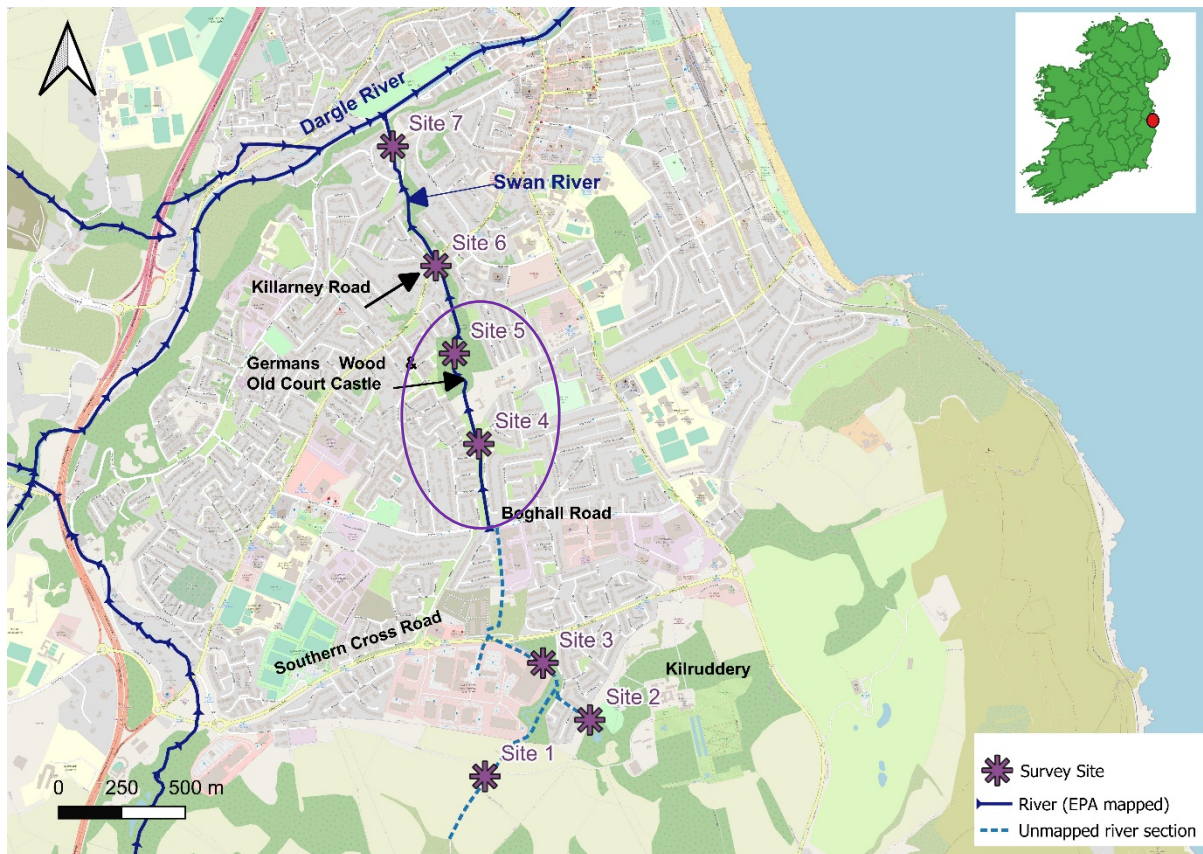 Dargle River
Site 7
Swan River
Site 6
Killarney Road
Site 5
Germans Wood &
Old Court Castle
Site 4
Boghall Road
Southern Cross Road
Site 3
Kilruddery
Site 2
Site 1
0 250 500 m
Survey Site
River (EPA mapped)
Unmapped river section